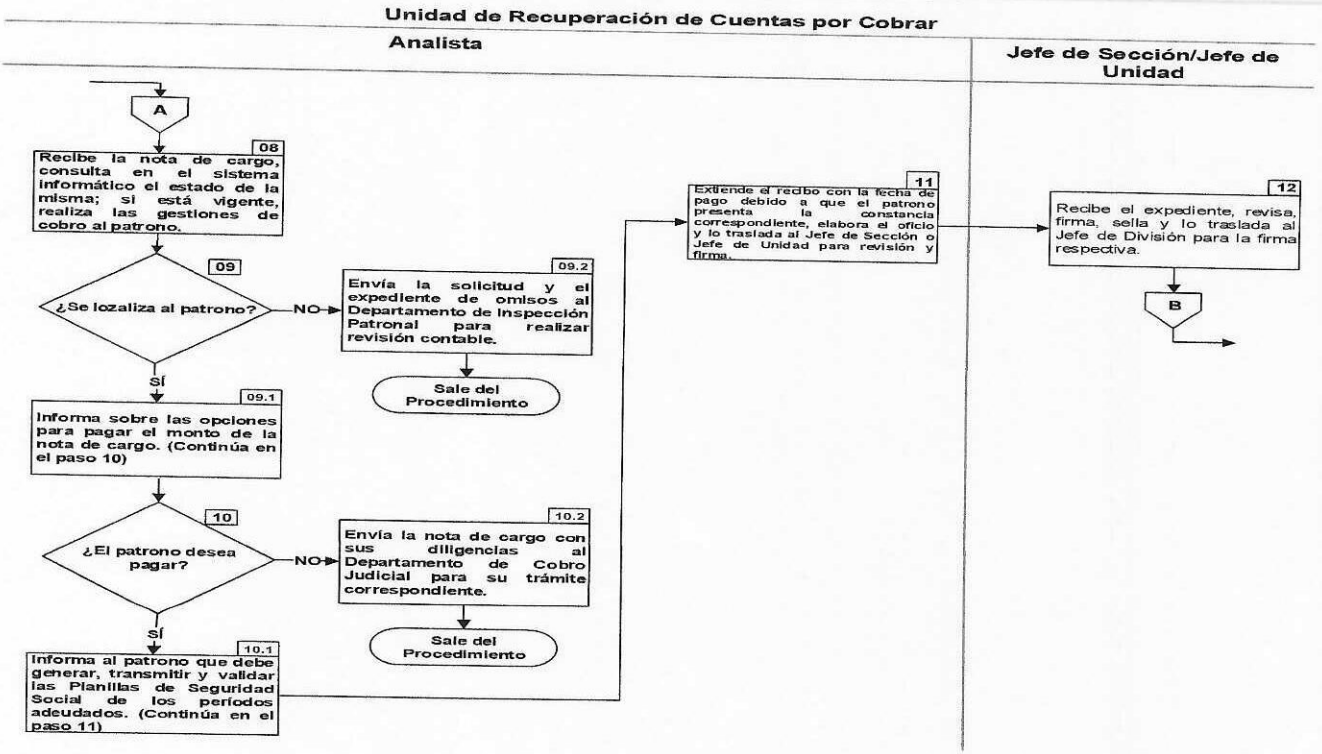 Unidad de Recuperación de Cuentas por Cobrar
Analista
Jefe de Sección/Jefe de
Unidad
A
08
Recibe la nota de cargo,
consulta en el sistema
informático el estado de la
misma; si está vigente,
realiza las gestiones de
cobro al patrono.
09
¿Se lozaliza al patrono?
NO
09.2
Envía la solicitud y el
expediente de omisos al
Departamento de Inspección
Patronal para realizar
revisión contable.
Sale del
Procedimiento
SÍ
09.1
Informa sobre las opciones
para pagar el monto de la
nota de cargo. (Continúa en
el paso 10)
10
¿El patrono desea
pagar?
NO
10.2
Envía la nota de cargo con
sus diligencias al
Departamento de Cobro
Judicial para su trámite
correspondiente.
Sale del
Procedimiento
SÍ
10.1
Informa al patrono que debe
generar, transmitir y validar
las Planillas de Seguridad
Social de los períodos
adeudados. (Continúa en el
paso 11)
11
Extiende el recibo con la fecha de
pago debido a que el patrono
presenta la constancia
correspondiente, elabora el oficio
y lo traslada al Jefe de Sección o
Jefe de Unidad para revisión y
firma.
12
Recibe el expediente, revisa,
firma, sella y lo traslada al
Jefe de División para la firma
respectiva.
B